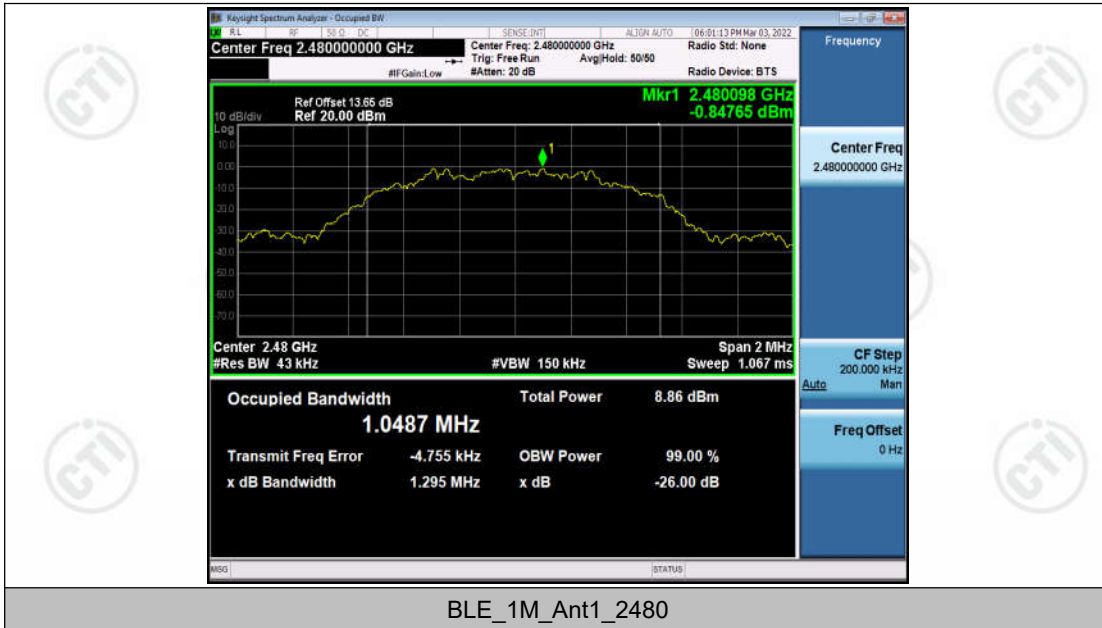 Keysight Spectrum Analyzer - Occupied BW
RL RF 50 Ω DC SENSE:INT ALIGN AUTO 06:01:13 PM Mar 03, 2022
Center Freq 2.480000000 GHz Center Freq: 2.480000000 GHz Radio Std: None Frequency
Trig: Free Run Avg|Hold: 50/50
#IFGain:Low #Atten: 20 dB Radio Device: BTS
CTI CTI
Ref Offset 13.65 dB Mkr1 2.480098 GHz
10 dB/div Ref 20.00 dBm -0.84765 dBm
Log
10.0
1
Center Freq
2.480000000 GHz
0.00
-10.0
-20.0
-30.0
-40.0
-50.0
-60.0
-70.0
Center 2.48 GHz Span 2 MHz
#Res BW 43 kHz #VBW 150 kHz Sweep 1.067 ms
CF Step
200.000 kHz
Auto Man
Occupied Bandwidth Total Power 8.86 dBm
1.0487 MHz
Freq Offset
0 Hz
Transmit Freq Error -4.755 kHz OBW Power 99.00 %
x dB Bandwidth 1.295 MHz x dB -26.00 dB
CTI CTI
MSG STATUS
BLE_1M_Ant1_2480